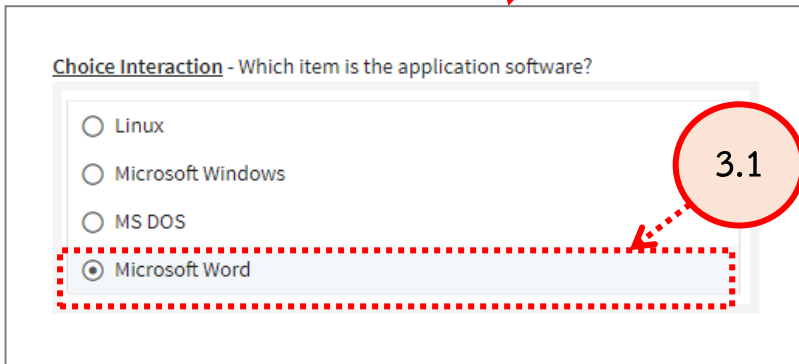 Choice Interaction - Which item is the application software?
Linux
Microsoft Windows
3.1
MS DOS
Microsoft Word